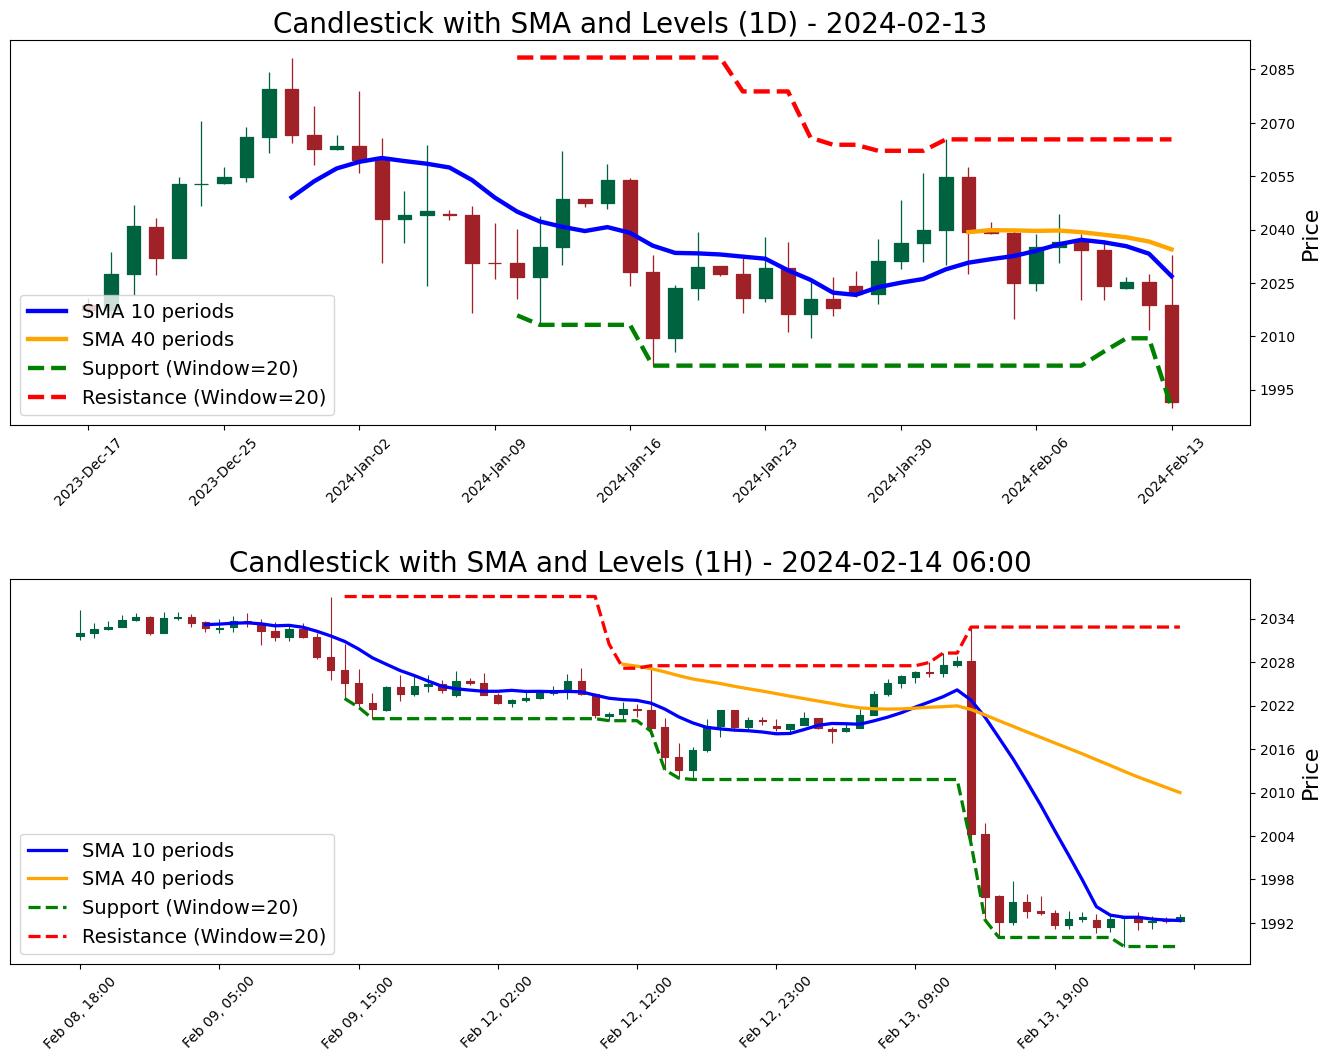 Candlestick with SMA and Levels (1D) - 2024-02-13
2085
2070
2055
2040
2025
2010
1995
Price
SMA 10 periods
SMA 40 periods
Support (Window=20)
Resistance (Window=20)
2023-Dec-17
2023-Dec-25
2024-Jan-02
2024-Jan-09
2024-Jan-16
2024-Jan-23
2024-Jan-30
2024-Feb-06
2024-Feb-13
Candlestick with SMA and Levels (1H) - 2024-02-14 06:00
2034
2028
2022
2016
2010
2004
1998
1992
Price
SMA 10 periods
SMA 40 periods
Support (Window=20)
Resistance (Window=20)
Feb 08, 18:00
Feb 09, 05:00
Feb 09, 15:00
Feb 12, 02:00
Feb 12, 12:00
Feb 12, 23:00
Feb 13, 09:00
Feb 13, 19:00